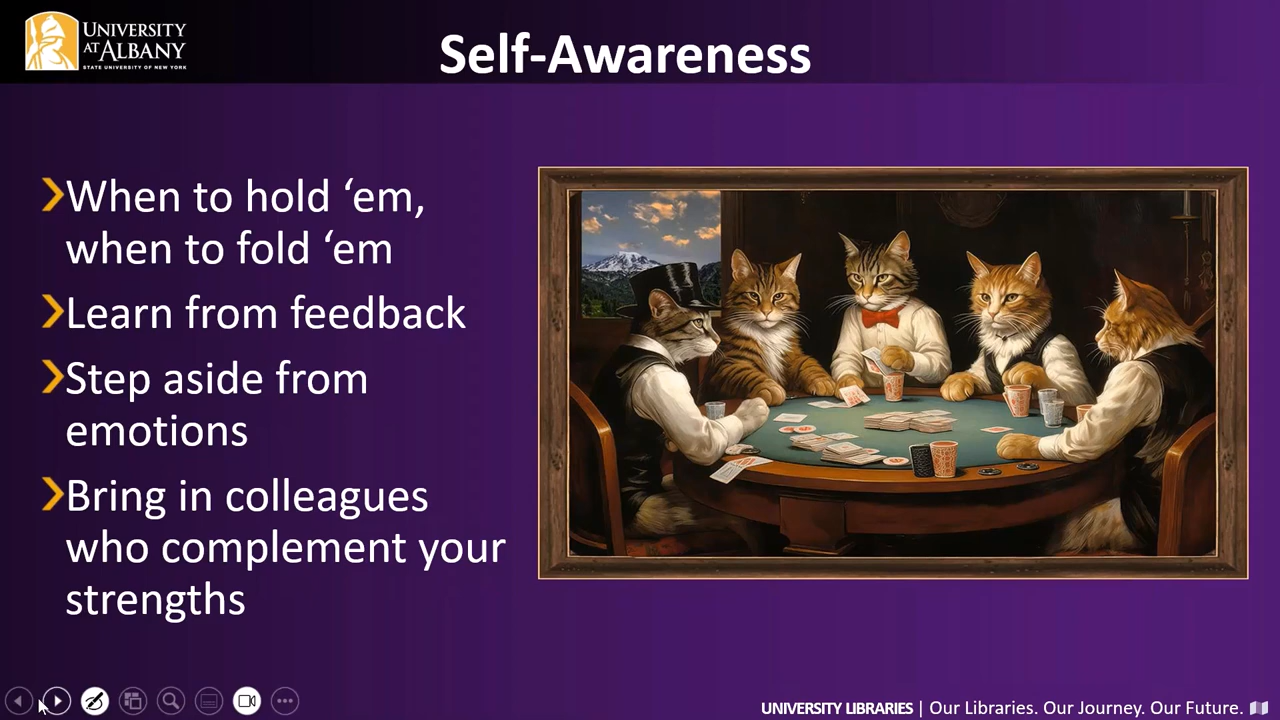 UNIVERSITY
AT ALBANY
STATE UNIVERSITY OF NEW YORK
Self-Awareness
When to hold ‘em,
when to fold ‘em
Learn from feedback
Step aside from
emotions
Bring in colleagues
who complement your
strengths
UNIVERSITY LIBRARIES | Our Libraries. Our Journey. Our Future.